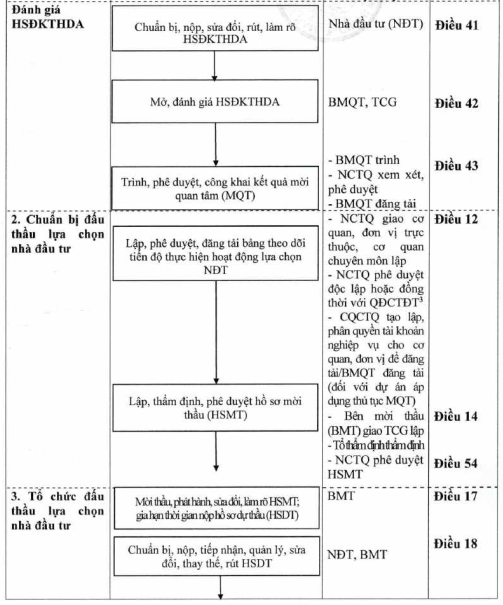 Đánh giá
HSĐKTHDA
Chuẩn bị, nộp, sửa đổi, rút, làm rõ
HSĐKTHDA
Nhà đầu tư (NĐT)
Điều 41
Mở, đánh giá HSĐKTHDA
BMQT, TCG
Điều 42
Trình, phê duyệt, công khai kết quả mời
quan tâm (MQT)
- BMQT trình
- NCTQ xem xét,
phê duyệt
- BMQT đăng tải
Điều 43
2. Chuẩn bị đấu
thầu lựa chọn
nhà đầu tư
Lập, phê duyệt, đăng tải bảng theo dõi
tiến độ thực hiện hoạt động lựa chọn
NĐT
- NCTQ giao cơ
quan, đơn vị trực
thuộc, cơ quan
chuyên môn lập
- NCTQ phê duyệt
độc lập hoặc đồng
thời với QĐCTĐT³
- CQCTQ tạo lập,
phân quyền tài khoản
nghiệp vụ cho cơ
quan, đơn vị để đăng
tải/BMQT đăng tải
(đối với dự án áp
dụng thủ tục MQT)
Điều 12
Lập, thẩm định, phê duyệt hồ sơ mời
thầu (HSMT)
- Bên mời thầu
(BMT) giao TCG lập
- Tổ thẩm định thẩm định
- NCTQ phê duyệt
HSMT
Điều 14
Điều 54
3. Tổ chức đấu
thầu lựa chọn
nhà đầu tư
Mời thầu, phát hành, sửa đổi, làm rõ HSMT;
gia hạn thời gian nộp hồ sơ dự thầu (HSDT)
BMT
Điều 17
Chuẩn bị, nộp, tiếp nhận, quản lý, sửa
đổi, thay thế, rút HSDT
NĐT, BMT
Điều 18